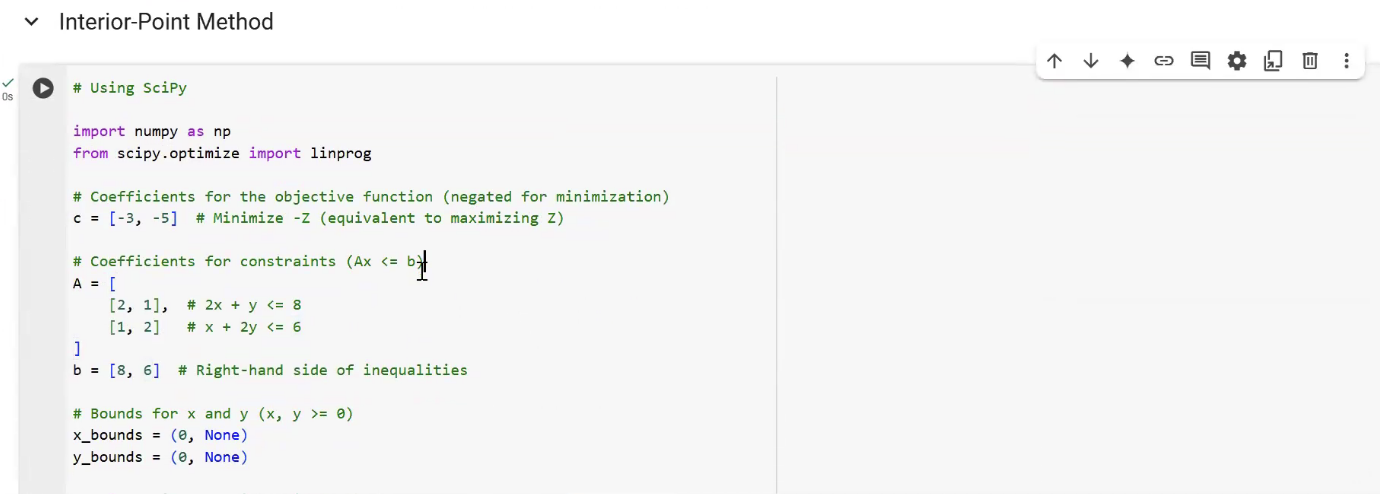 Interior-Point Method
0s
# Using SciPy
import numpy as np
from scipy.optimize import linprog
# Coefficients for the objective function (negated for minimization)
c = [-3, -5]  # Minimize -Z (equivalent to maximizing Z)
# Coefficients for constraints (Ax <= b)
A = [
    [2, 1],  # 2x + y <= 8
    [1, 2]   # x + 2y <= 6
]
b = [8, 6]  # Right-hand side of inequalities
# Bounds for x and y (x, y >= 0)
x_bounds = (0, None)
y_bounds = (0, None)